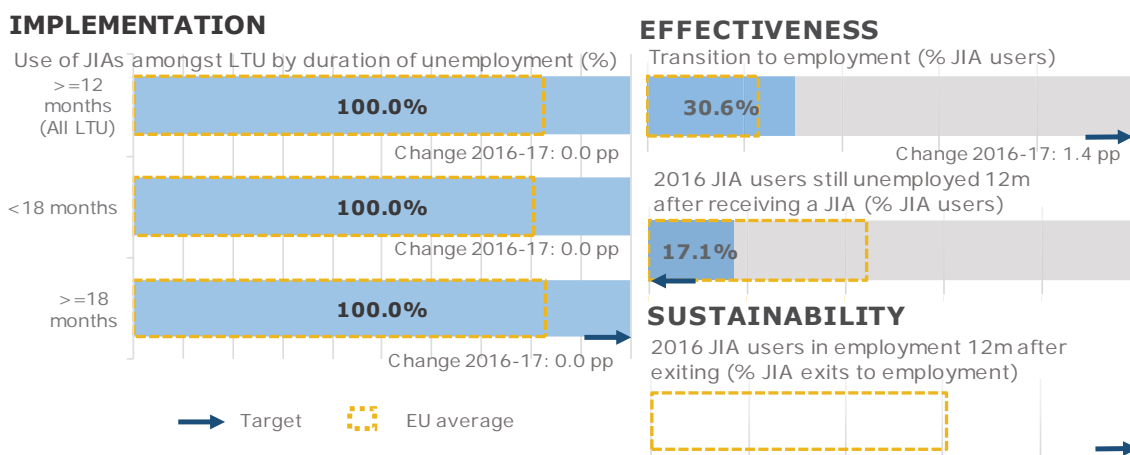 IMPLEMENTATION
Use of JIAs amongst LTU by duration of unemployment (%)
>=12
months
(All LTU)
100.0%
Change 2016-17: 0.0 pp
<18 months
100.0%
Change 2016-17: 0.0 pp
>=18
months
100.0%
Change 2016-17: 0.0 pp
Target
EU average
EFFECTIVENESS
Transition to employment (% JIA users)
30.6%
Change 2016-17: 1.4 pp
2016 JIA users still unemployed 12m
after receiving a JIA (% JIA users)
17.1%
SUSTAINABILITY
2016 JIA users in employment 12m after
exiting (% JIA exits to employment)